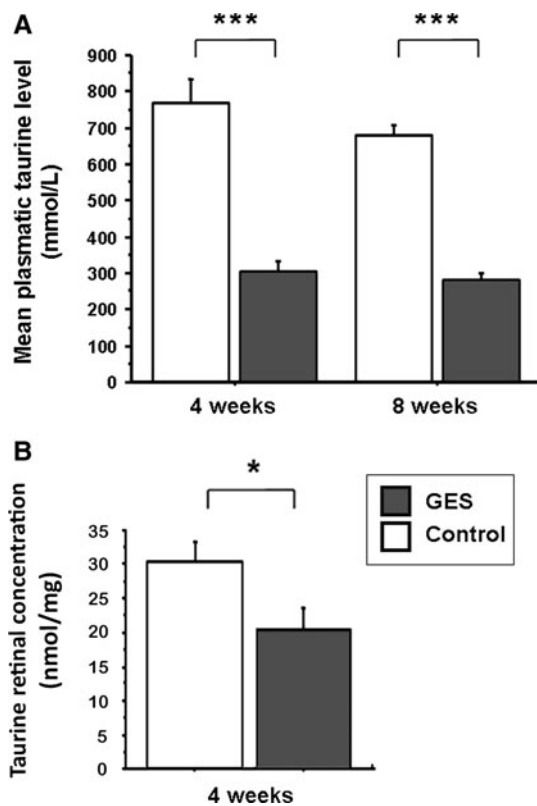 A
***
***
Mean plasmatic taurine level
(mmol/L)
900
800
700
600
500
400
300
200
100
0
4 weeks
8 weeks
B
*
GES
Control
Taurine retinal concentration
(nmol/mg)
35
30
25
20
15
10
5
0
4 weeks